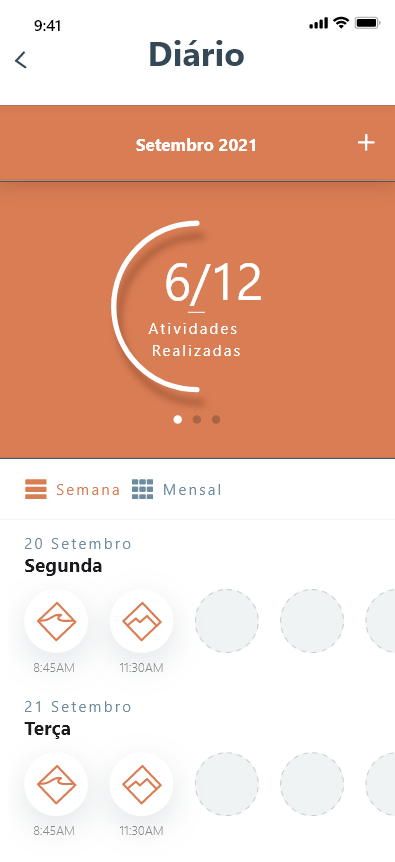 9:41
Diário
Setembro 2021
6/12
Atividades
Realizadas
Semana Mensal
20 Setembro
Segunda
8:45AM 11:30AM
21 Setembro
Terça
8:45AM 11:30AM